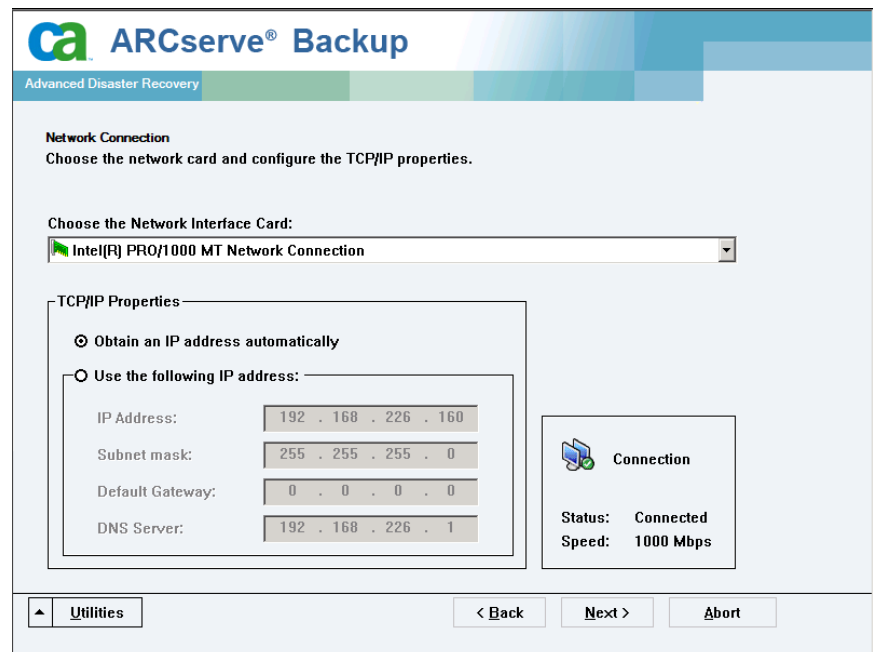 ca ARCserve® Backup
Advanced Disaster Recovery
Network Connection
Choose the network card and configure the TCP/IP properties.
Choose the Network Interface Card:
Intel(R) PRO/1000 MT Network Connection
TCP/IP Properties
Obtain an IP address automatically
Use the following IP address:
IP Address: 192 . 168 . 226 . 160
Subnet mask: 255 . 255 . 255 . 0
Default Gateway: 0 . 0 . 0 . 0
DNS Server: 192 . 168 . 226 . 1
Connection
Status: Connected
Speed: 1000 Mbps
Utilities < Back Next > Abort